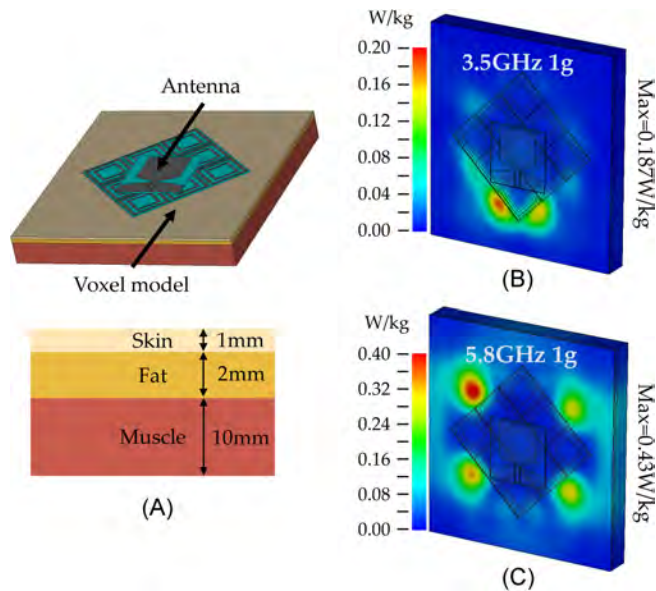 Antenna
Voxel model
Skin
1mm
Fat
2mm
Muscle
10mm
(A)
W/kg
0.20
0.16
0.12
0.08
0.04
0.00
3.5GHz 1g
Max=0.187W/kg
(B)
W/kg
0.40
0.32
0.24
0.16
0.08
0.00
5.8GHz 1g
Max=0.43W/kg
(C)